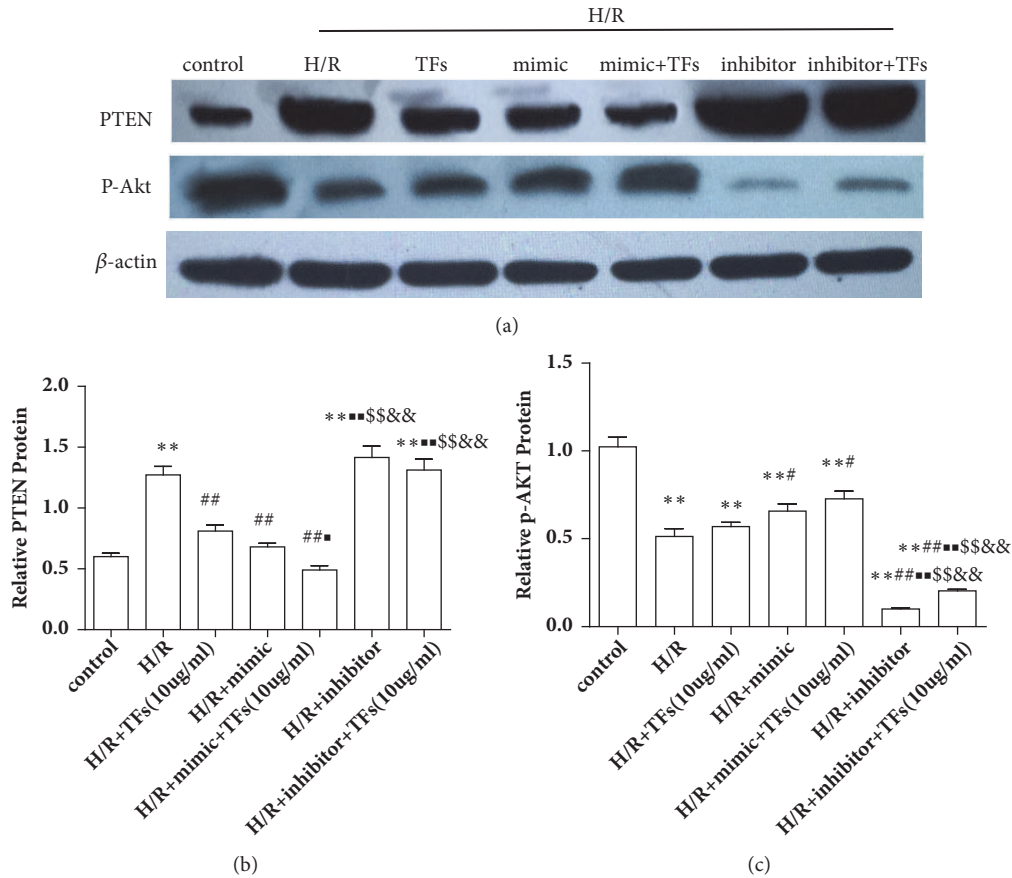 H/R
control H/R TFs mimic mimic+TFs inhibitor inhibitor+TFs
PTEN
P-Akt
β-actin
(a)
Relative PTEN Protein
2.0
1.5
1.0
0.5
0.0
**
##
##
##▪
**▪▪$$&&
**▪▪$$&&
control
H/R
H/R+TFs(10ug/ml)
H/R+mimic
H/R+mimic+TFs(10ug/ml)
H/R+inhibitor
H/R+inhibitor+TFs(10ug/ml)
(b)
Relative p-AKT Protein
1.5
1.0
0.5
0.0
**
**
**#
**#
**##▪▪$$&&
**##▪▪$$&&
control
H/R
H/R+TFs(10ug/ml)
H/R+mimic
H/R+mimic+TFs(10ug/ml)
H/R+inhibitor
H/R+inhibitor+TFs(10ug/ml)
(c)